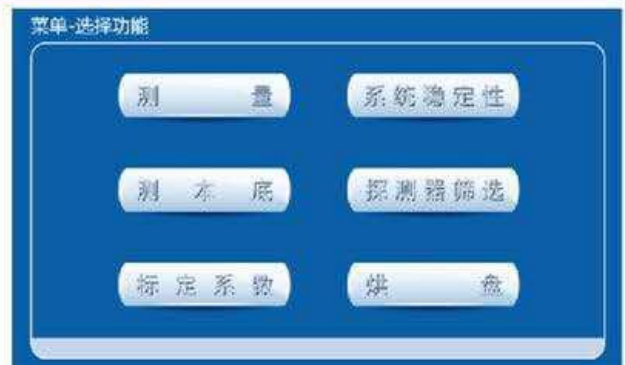 菜单-选择功能
测量
系统稳定性
测本底
探测器筛选
标定系数
烘盘